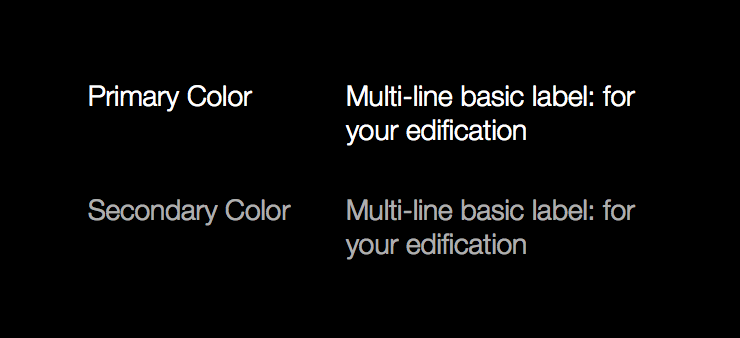 Primary Color
Multi-line basic label: for
your edification
Secondary Color
Multi-line basic label: for
your edification